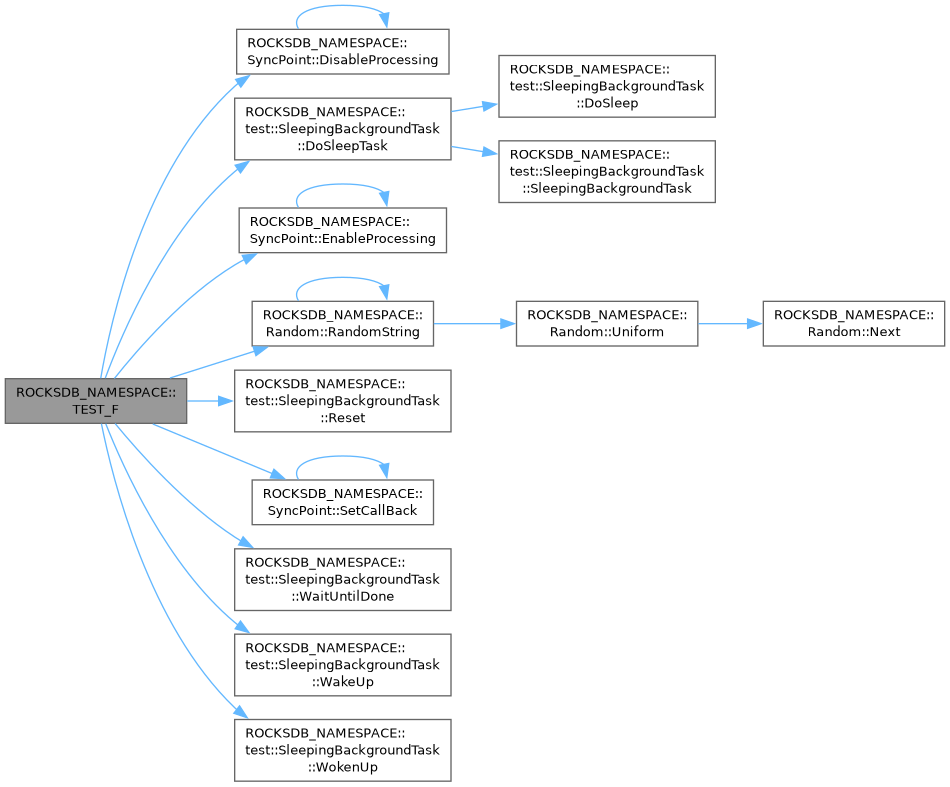 ROCKSDB_NAMESPACE::
TEST_F
ROCKSDB_NAMESPACE::
SyncPoint::DisableProcessing
ROCKSDB_NAMESPACE::
test::SleepingBackgroundTask
::DoSleepTask
ROCKSDB_NAMESPACE::
test::SleepingBackgroundTask
::DoSleep
ROCKSDB_NAMESPACE::
test::SleepingBackgroundTask
::SleepingBackgroundTask
ROCKSDB_NAMESPACE::
SyncPoint::EnableProcessing
ROCKSDB_NAMESPACE::
Random::RandomString
ROCKSDB_NAMESPACE::
Random::Uniform
ROCKSDB_NAMESPACE::
Random::Next
ROCKSDB_NAMESPACE::
test::SleepingBackgroundTask
::Reset
ROCKSDB_NAMESPACE::
SyncPoint::SetCallBack
ROCKSDB_NAMESPACE::
test::SleepingBackgroundTask
::WaitUntilDone
ROCKSDB_NAMESPACE::
test::SleepingBackgroundTask
::WakeUp
ROCKSDB_NAMESPACE::
test::SleepingBackgroundTask
::WokenUp